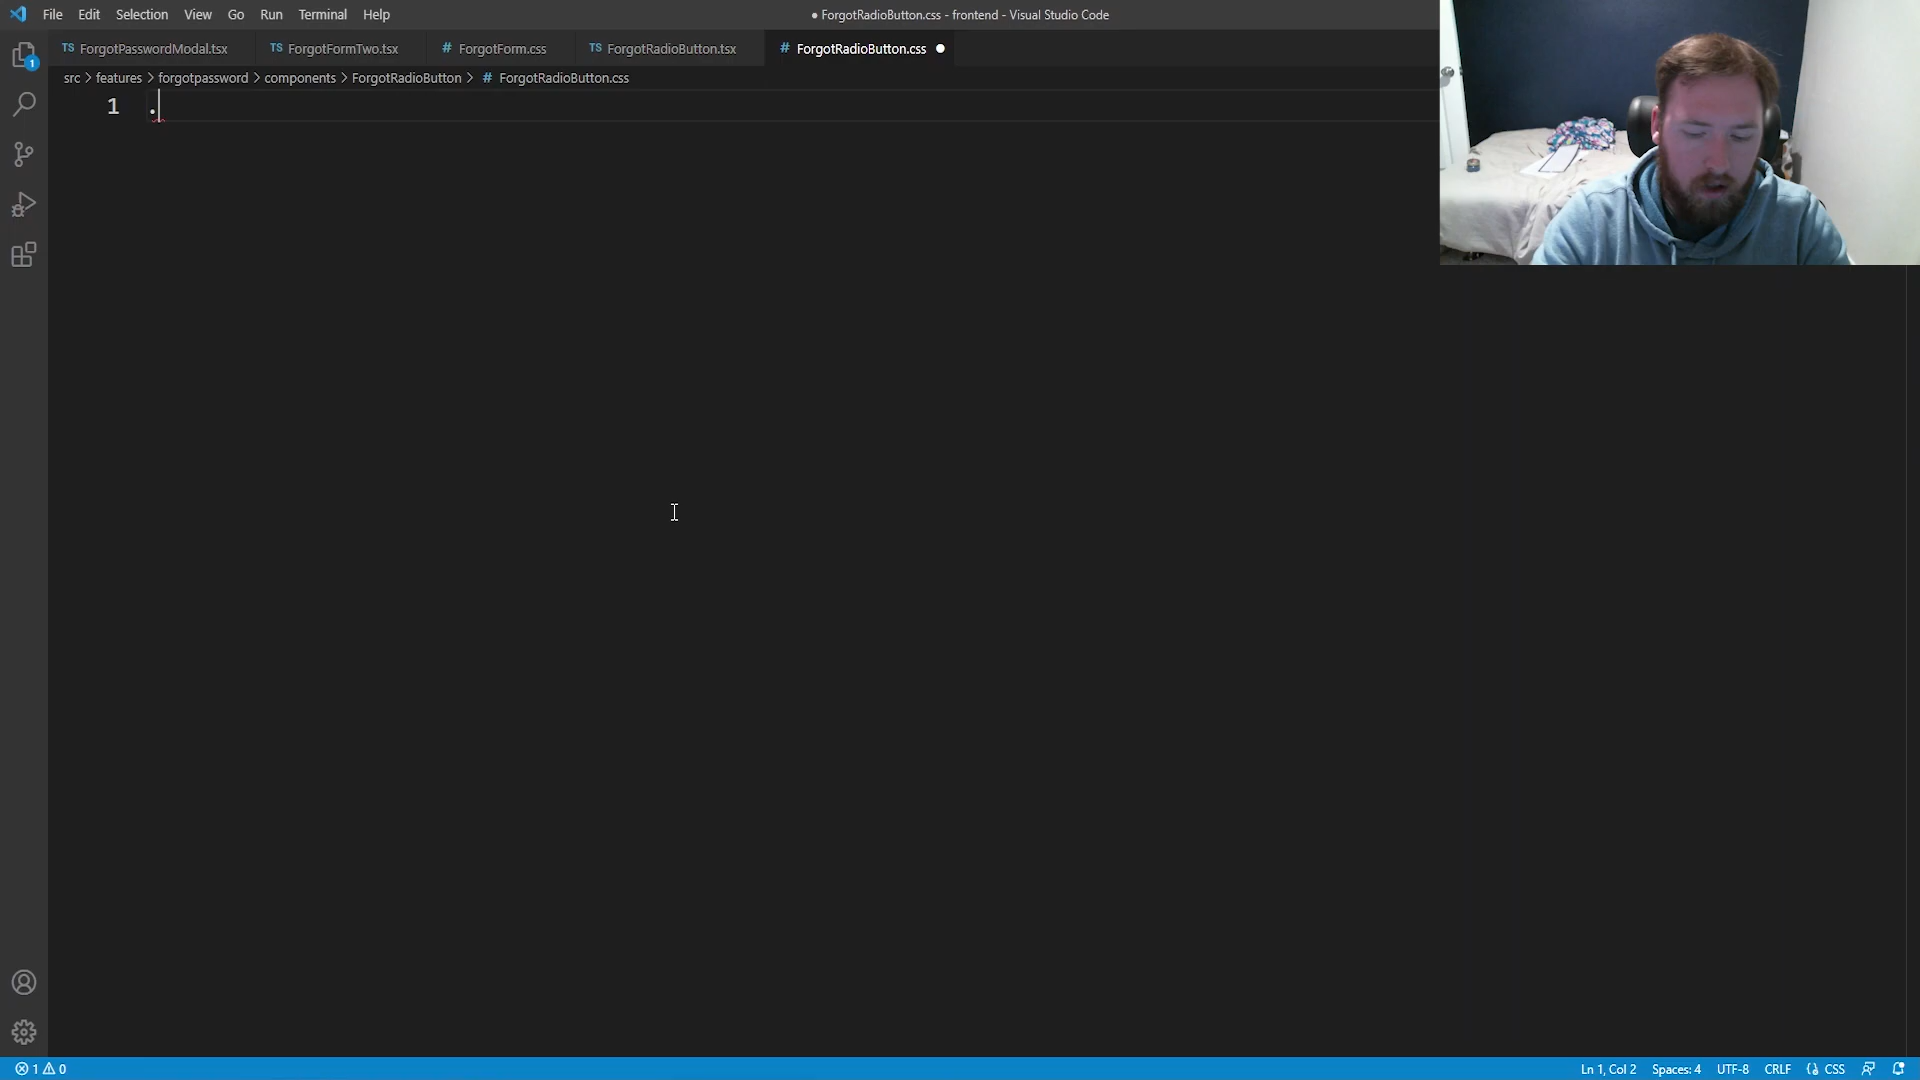 File Edit Selection View Go Run Terminal Help
● ForgotRadioButton.css - frontend - Visual Studio Code
TS ForgotPasswordModal.tsx TS ForgotFormTwo.tsx # ForgotForm.css TS ForgotRadioButton.tsx # ForgotRadioButton.css ●
src > features > forgotpassword > components > ForgotRadioButton > # ForgotRadioButton.css
1 .
1
1 0 Ln 1, Col 2 Spaces: 4 UTF-8 CRLF {} CSS